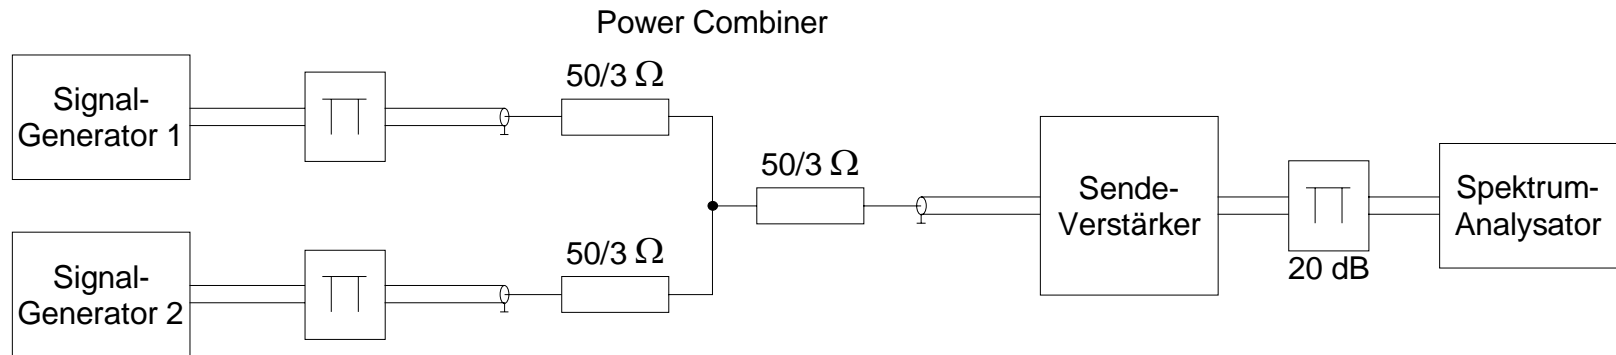 Power Combiner
Signal-
Generator 1
50/3 Ω
50/3 Ω
Sende-
Verstärker
Spektrum-
Analysator
20 dB
Signal-
Generator 2
50/3 Ω